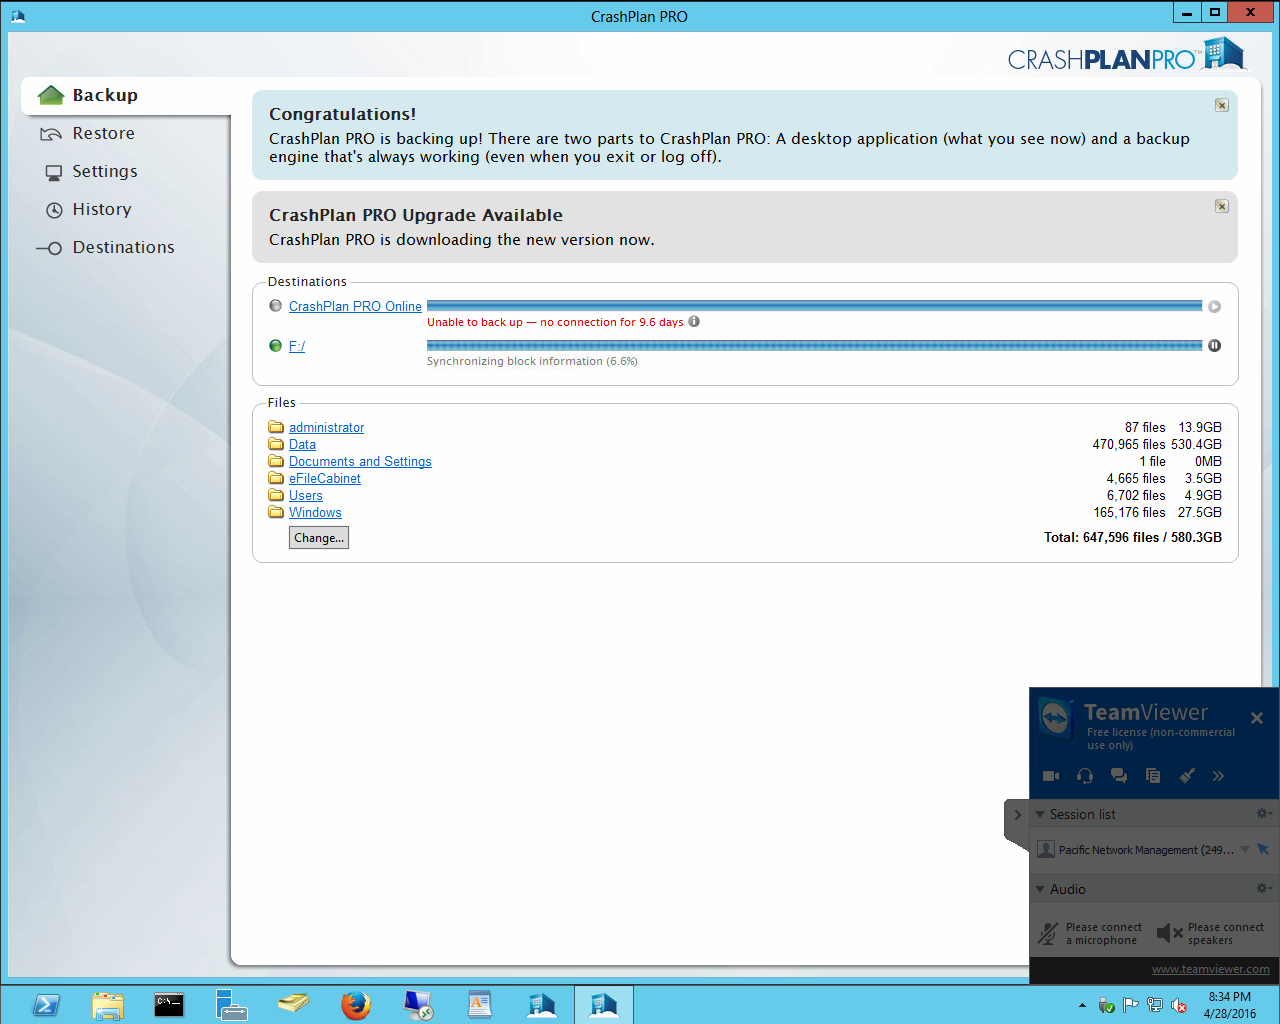 CrashPlan PRO
CRASHPLANPRO™
Backup
Restore
Settings
History
Destinations
Congratulations!
CrashPlan PRO is backing up! There are two parts to CrashPlan PRO: A desktop application (what you see now) and a backup
engine that's always working (even when you exit or log off).
CrashPlan PRO Upgrade Available
CrashPlan PRO is downloading the new version now.
Destinations
CrashPlan PRO Online
Unable to back up — no connection for 9.6 days
F:/
Synchronizing block information (6.6%)
Files
administrator 87 files 13.9GB
Data 470,965 files 530.4GB
Documents and Settings 1 file 0MB
eFileCabinet 4,665 files 3.5GB
Users 6,702 files 4.9GB
Windows 165,176 files 27.5GB
Change... Total: 647,596 files / 580.3GB
TeamViewer
Free license (non-commercial
use only)
Session list
Pacific Network Management (249...
Audio
Please connect
a microphone
Please connect
speakers
www.teamviewer.com
C:\_
8:34 PM
4/28/2016